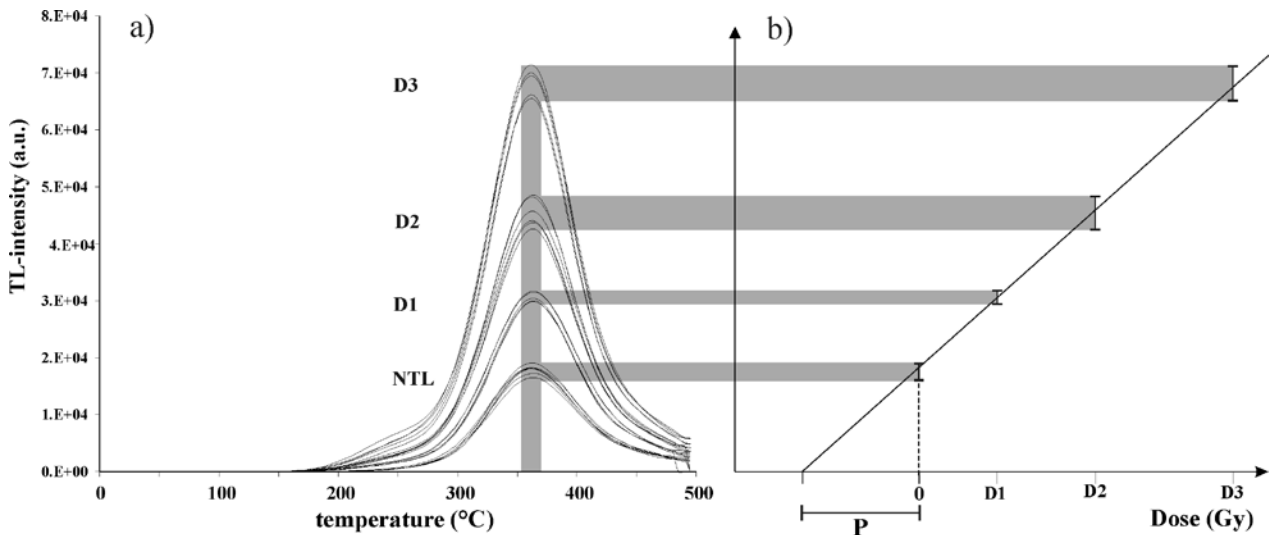 a)
b)
8.E+04
7.E+04
6.E+04
5.E+04
4.E+04
3.E+04
2.E+04
1.E+04
0.E+00
TL-intensity (a.u.)
D3
D2
D1
NTL
0 100 200 350 400 500
temperature (°C)
0 D1 D2 D3
P
Dose (Gy)